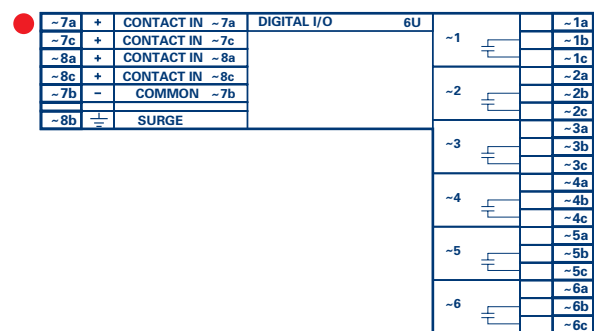 ~7a + CONTACT IN ~7a DIGITAL I/O 6U
~7c + CONTACT IN ~7c
~8a + CONTACT IN ~8a
~8c + CONTACT IN ~8c
~7b – COMMON ~7b
~8b SURGE
~1
~1a
~1b
~1c
~2
~2a
~2b
~2c
~3
~3a
~3b
~3c
~4
~4a
~4b
~4c
~5
~5a
~5b
~5c
~6
~6a
~6b
~6c